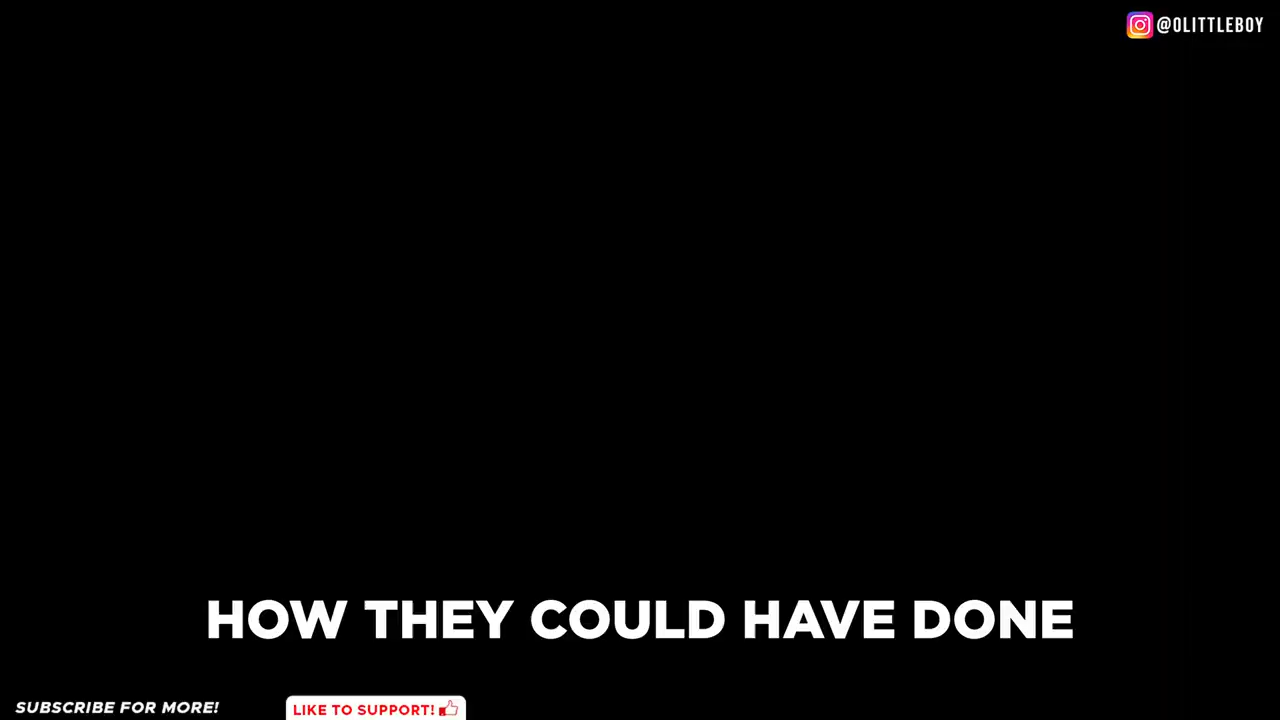 @OLITTLEBOY
HOW THEY COULD HAVE DONE
SUBSCRIBE FOR MORE!
LIKE TO SUPPORT!